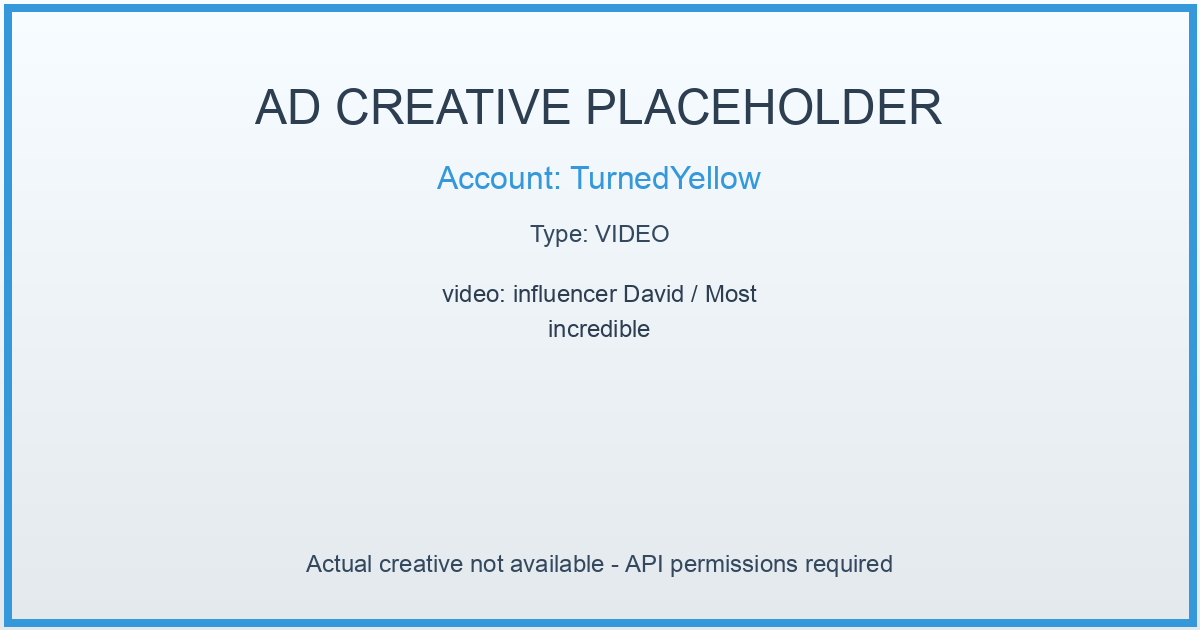 AD CREATIVE PLACEHOLDER
Account: TurnedYellow
Type: VIDEO
video: influencer David / Most
incredible
Actual creative not available - API permissions required